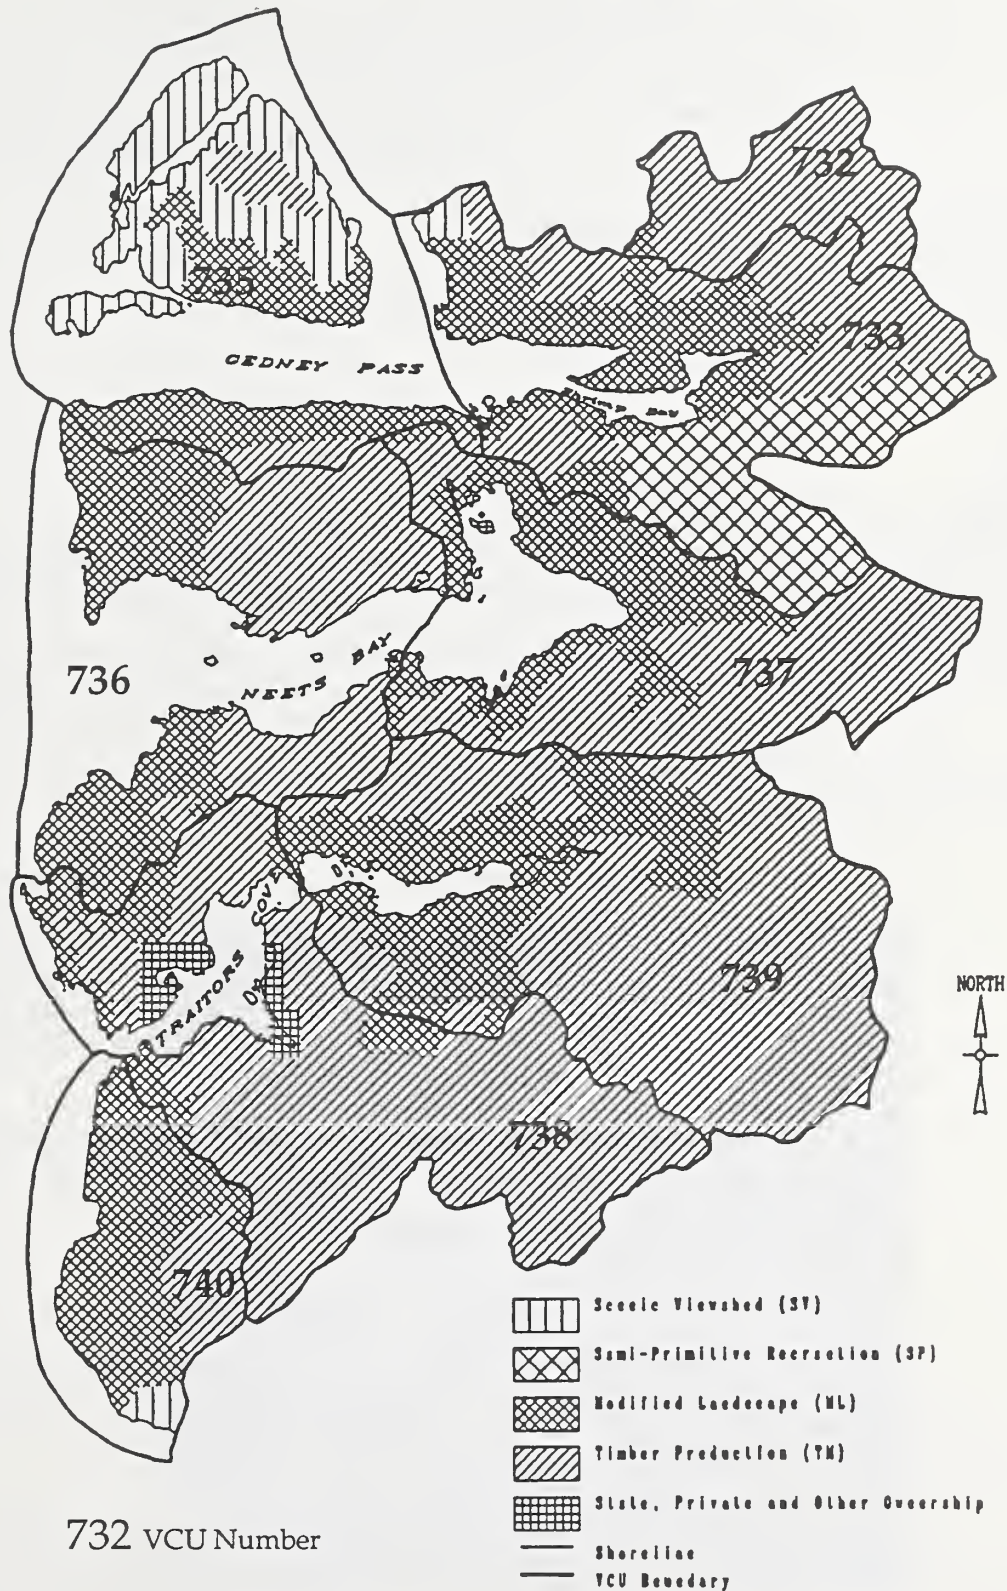 732
735
733
GEDNEY PASS
Shrimp Bay
736
NEETS BAY
737
TRAITORS COVE
739
NORTH
738
740
Scenic Viewshed (SV)
Semi-Primitive Recreation (SP)
Modified Landscape (ML)
Timber Production (TM)
State, Private and Other Ownership
732 VCU Number
Shoreline
VCU Boundary